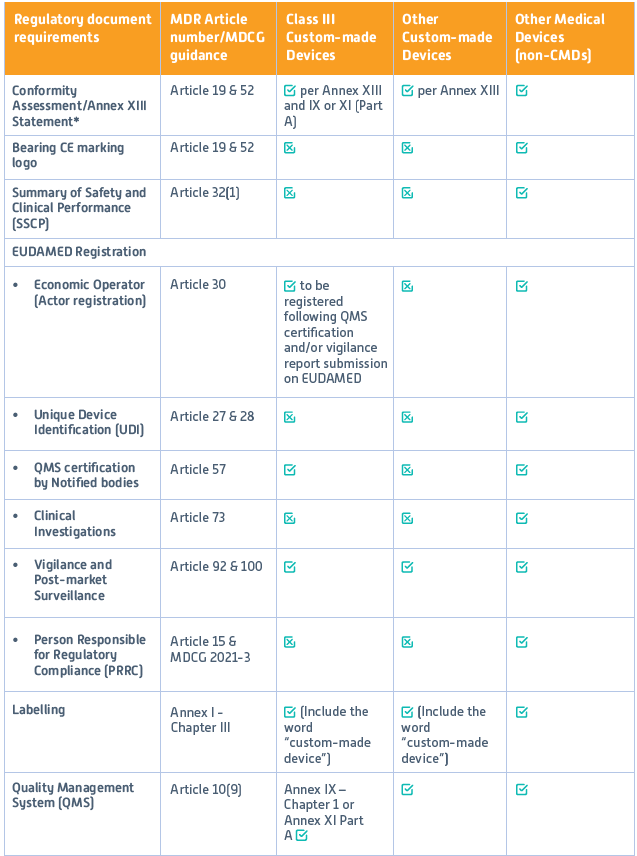 Regulatory document
requirements
MDR Article
number/MDCG
guidance
Class III
Custom-made
Devices
Other
Custom-made
Devices
Other Medical
Devices
(non-CMDs)
Conformity
Assessment/Annex XIII
Statement*
Article 19 & 52
per Annex XIII
and IX or XI (Part
A)
per Annex XIII
Bearing CE marking
logo
Article 19 & 52
Summary of Safety and
Clinical Performance
(SSCP)
Article 32(1)
EUDAMED Registration
• Economic Operator
(Actor registration)
Article 30
to be
registered
following QMS
certification
and/or vigilance
report submission
on EUDAMED
• Unique Device
Identification (UDI)
Article 27 & 28
• QMS certification
by Notified bodies
Article 57
• Clinical
Investigations
Article 73
• Vigilance and
Post-market
Surveillance
Article 92 & 100
• Person Responsible
for Regulatory
Compliance (PRRC)
Article 15 &
MDCG 2021-3
Labelling
Annex I -
Chapter III
(Include the
word
“custom-made
device”)
(Include the
word
“custom-made
device”)
Quality Management
System (QMS)
Article 10(9)
Annex IX –
Chapter 1 or
Annex XI Part
A